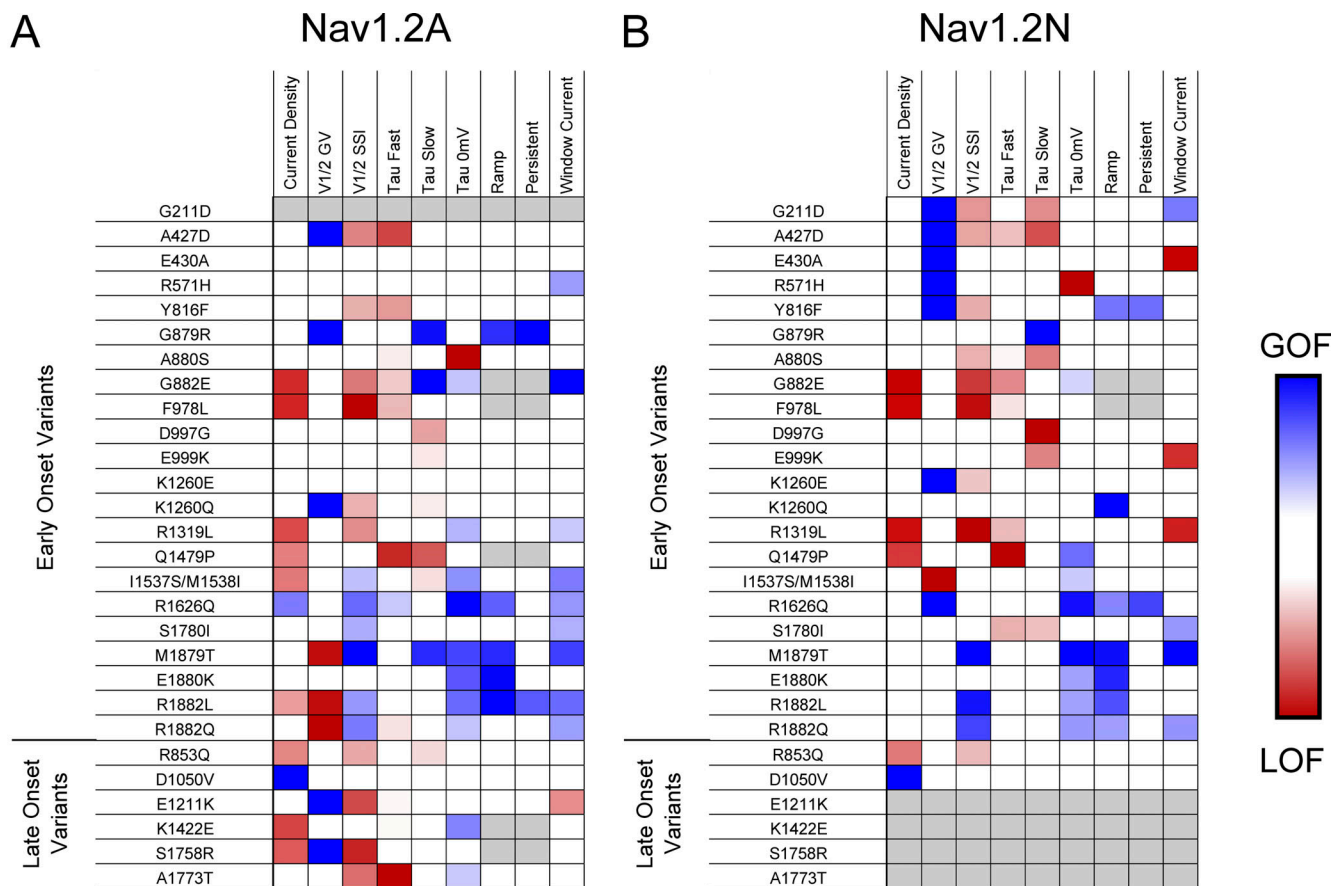 A
Nav1.2A
Current Density
V1/2 GV
V1/2 SSI
Tau Fast
Tau Slow
Tau 0mV
Ramp
Persistent
Window Current
Early Onset Variants
G211D
A427D
E430A
R571H
Y816F
G879R
A880S
G882E
F978L
D997G
E999K
K1260E
K1260Q
R1319L
Q1479P
I1537S/M1538I
R1626Q
S1780I
M1879T
E1880K
R1882L
R1882Q
Late Onset
Variants
R853Q
D1050V
E1211K
K1422E
S1758R
A1773T
B
Nav1.2N
Current Density
V1/2 GV
V1/2 SSI
Tau Fast
Tau Slow
Tau 0mV
Ramp
Persistent
Window Current
Early Onset Variants
G211D
A427D
E430A
R571H
Y816F
G879R
A880S
G882E
F978L
D997G
E999K
K1260E
K1260Q
R1319L
Q1479P
I1537S/M1538I
R1626Q
S1780I
M1879T
E1880K
R1882L
R1882Q
Late Onset
Variants
R853Q
D1050V
E1211K
K1422E
S1758R
A1773T
GOF
LOF